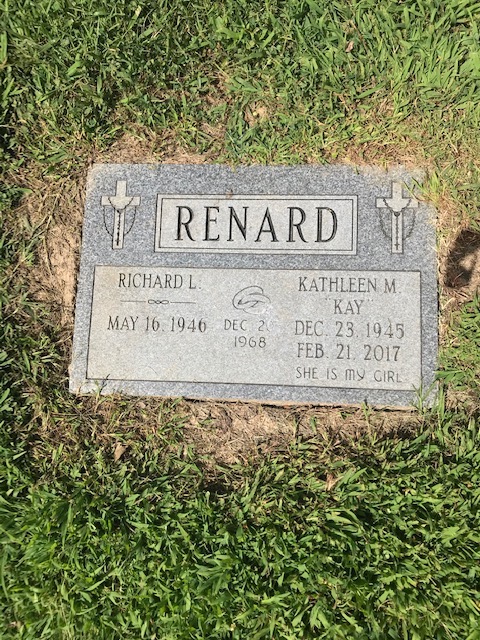 RENARD
RICHARD L.
MAY 16, 1946
DEC
1968
KATHLEEN M.
"KAY"
DEC. 23, 1945
FEB. 21, 2017
SHE IS MY GIRL